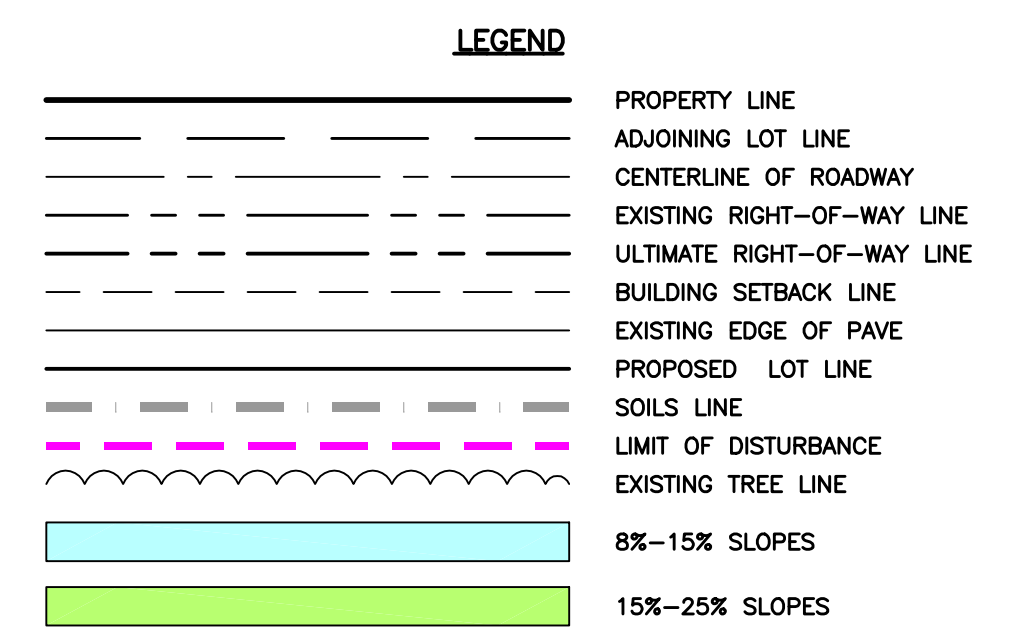 LEGEND
PROPERTY LINE
ADJOINING LOT LINE
CENTERLINE OF ROADWAY
EXISTING RIGHT-OF-WAY LINE
ULTIMATE RIGHT-OF-WAY LINE
BUILDING SETBACK LINE
EXISTING EDGE OF PAVE
PROPOSED LOT LINE
SOILS LINE
LIMIT OF DISTURBANCE
EXISTING TREE LINE
8%-15% SLOPES
15%-25% SLOPES